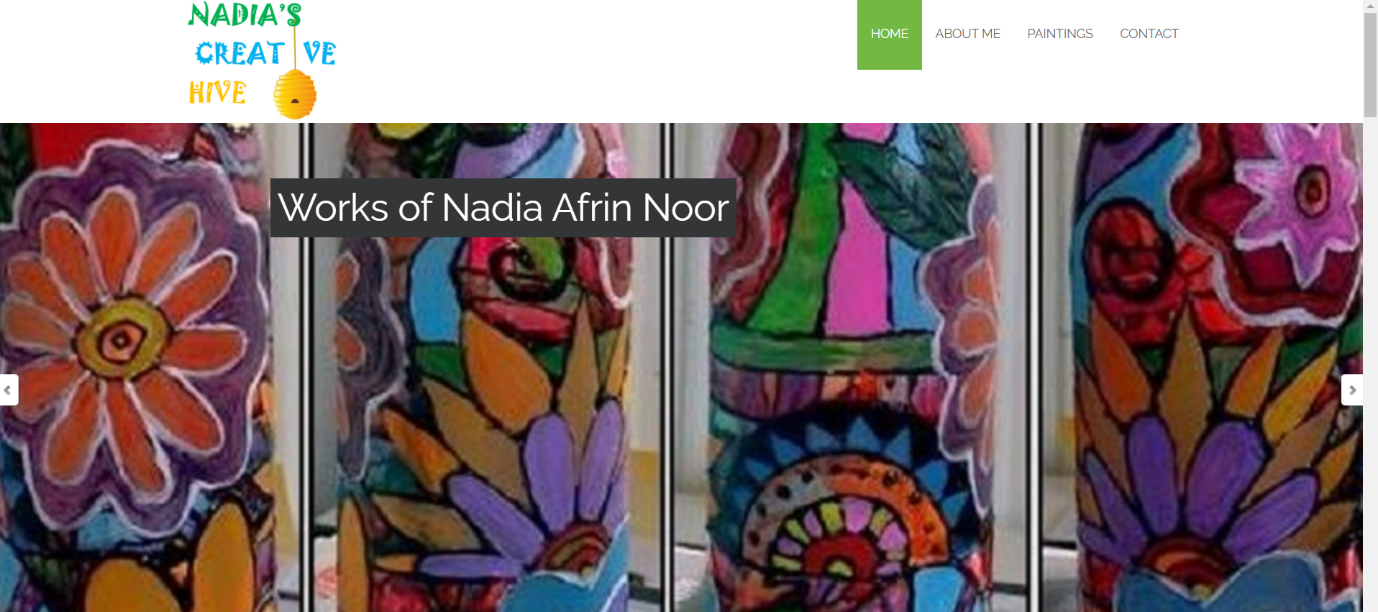 NADIA'S
CREAT VE
HIVE
HOME ABOUT ME PAINTINGS CONTACT
Works of Nadia Afrin Noor